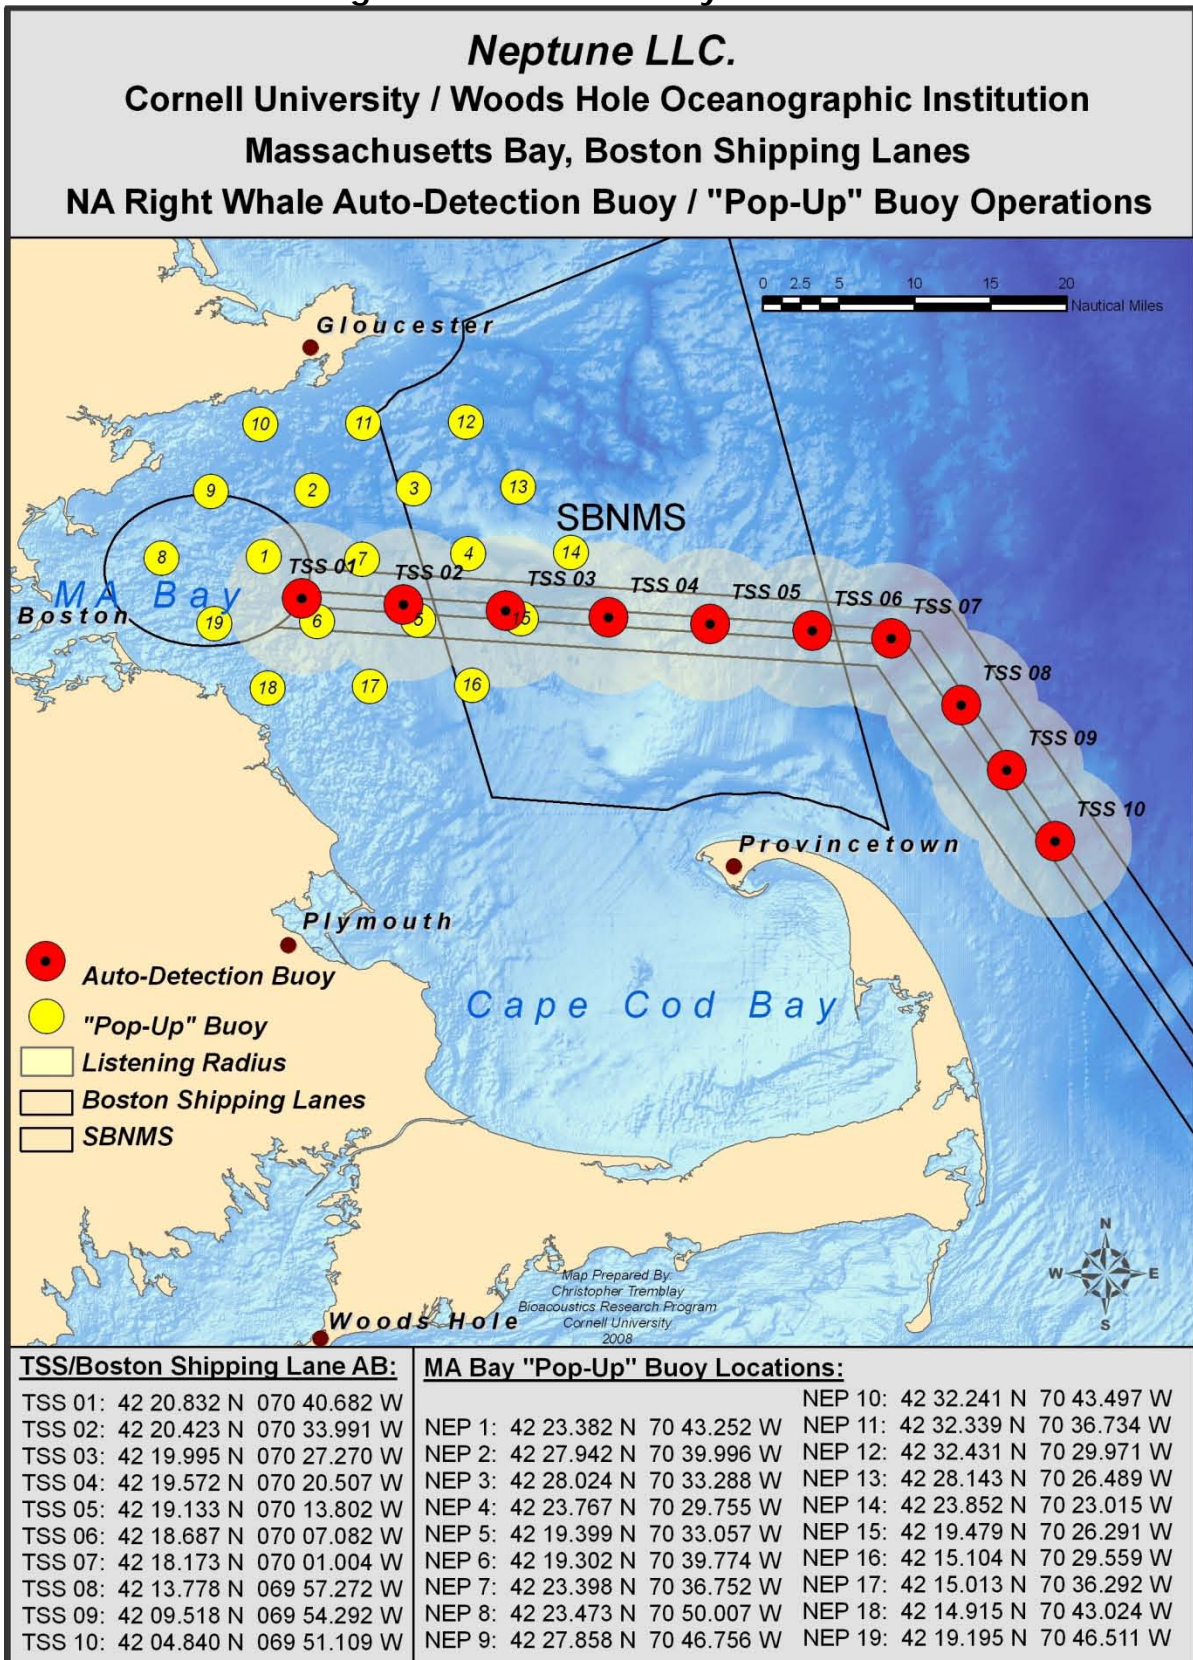 Neptune LLC.
Cornell University / Woods Hole Oceanographic Institution
Massachusetts Bay, Boston Shipping Lanes
NA Right Whale Auto-Detection Buoy / "Pop-Up" Buoy Operations
0 2.5 5 10 15 20
Nautical Miles
Gloucester
10
11
12
9
2
3
13
SBNMS
8
1
7
4
14
TSS 01
TSS 02
TSS 03
TSS 04
TSS 05
TSS 06
TSS 07
MA Bay
Boston
19
6
5
15
18
17
16
TSS 08
TSS 09
TSS 10
Provincetown
Plymouth
Auto-Detection Buoy
"Pop-Up" Buoy
Listening Radius
Boston Shipping Lanes
SBNMS
Cape Cod Bay
N
W E
S
Map Prepared By:
Christopher Tremblay
Bioacoustics Research Program
Cornell University
2008
Woods Hole
TSS/Boston Shipping Lane AB:
TSS 01: 42 20.832 N 070 40.682 W
TSS 02: 42 20.423 N 070 33.991 W
TSS 03: 42 19.995 N 070 27.270 W
TSS 04: 42 19.572 N 070 20.507 W
TSS 05: 42 19.133 N 070 13.802 W
TSS 06: 42 18.687 N 070 07.082 W
TSS 07: 42 18.173 N 070 01.004 W
TSS 08: 42 13.778 N 069 57.272 W
TSS 09: 42 09.518 N 069 54.292 W
TSS 10: 42 04.840 N 069 51.109 W
MA Bay "Pop-Up" Buoy Locations:
NEP 1: 42 23.382 N 70 43.252 W
NEP 2: 42 27.942 N 70 39.996 W
NEP 3: 42 28.024 N 70 33.288 W
NEP 4: 42 23.767 N 70 29.755 W
NEP 5: 42 19.399 N 70 33.057 W
NEP 6: 42 19.302 N 70 39.774 W
NEP 7: 42 23.398 N 70 36.752 W
NEP 8: 42 23.473 N 70 50.007 W
NEP 9: 42 27.858 N 70 46.756 W
NEP 10: 42 32.241 N 70 43.497 W
NEP 11: 42 32.339 N 70 36.734 W
NEP 12: 42 32.431 N 70 29.971 W
NEP 13: 42 28.143 N 70 26.489 W
NEP 14: 42 23.852 N 70 23.015 W
NEP 15: 42 19.479 N 70 26.291 W
NEP 16: 42 15.104 N 70 29.559 W
NEP 17: 42 15.013 N 70 36.292 W
NEP 18: 42 14.915 N 70 43.024 W
NEP 19: 42 19.195 N 70 46.511 W